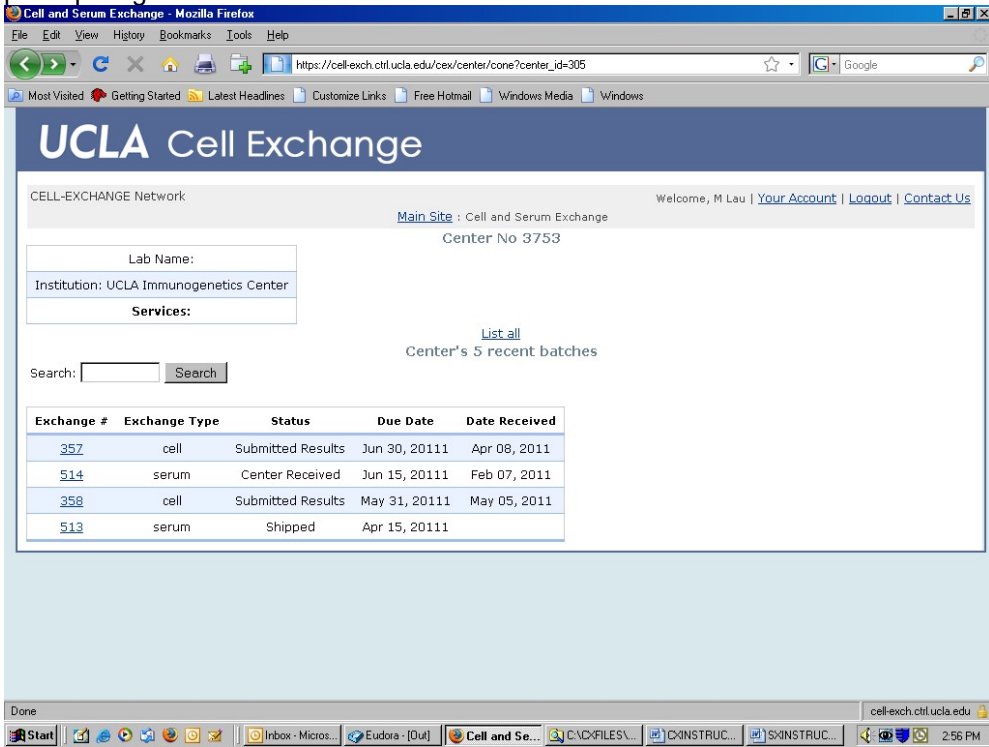 Cell and Serum Exchange - Mozilla Firefox
File Edit View History Bookmarks Tools Help
https://cell-exch.ctrl.ucla.edu/cex/center/cone?center_id=305
Google
Most Visited Getting Started Latest Headlines Customize Links Free Hotmail Windows Media Windows
UCLA Cell Exchange
CELL-EXCHANGE Network
Welcome, M Lau | Your Account | Logout | Contact Us
Main Site : Cell and Serum Exchange
Center No 3753
Lab Name:
Institution: UCLA Immunogenetics Center
Services:
List all
Center's 5 recent batches
Search: Search
Exchange # Exchange Type Status Due Date Date Received
357 cell Submitted Results Jun 30, 20111 Apr 08, 2011
514 serum Center Received Jun 15, 20111 Feb 07, 2011
358 cell Submitted Results May 31, 20111 May 05, 2011
513 serum Shipped Apr 15, 20111
Done cell-exch.ctrl.ucla.edu
Start Inbox - Micros... Eudora - [Out] Cell and Se... C:\CXFILES\... CXINSTRUC... SXINSTRUC... 2:56 PM